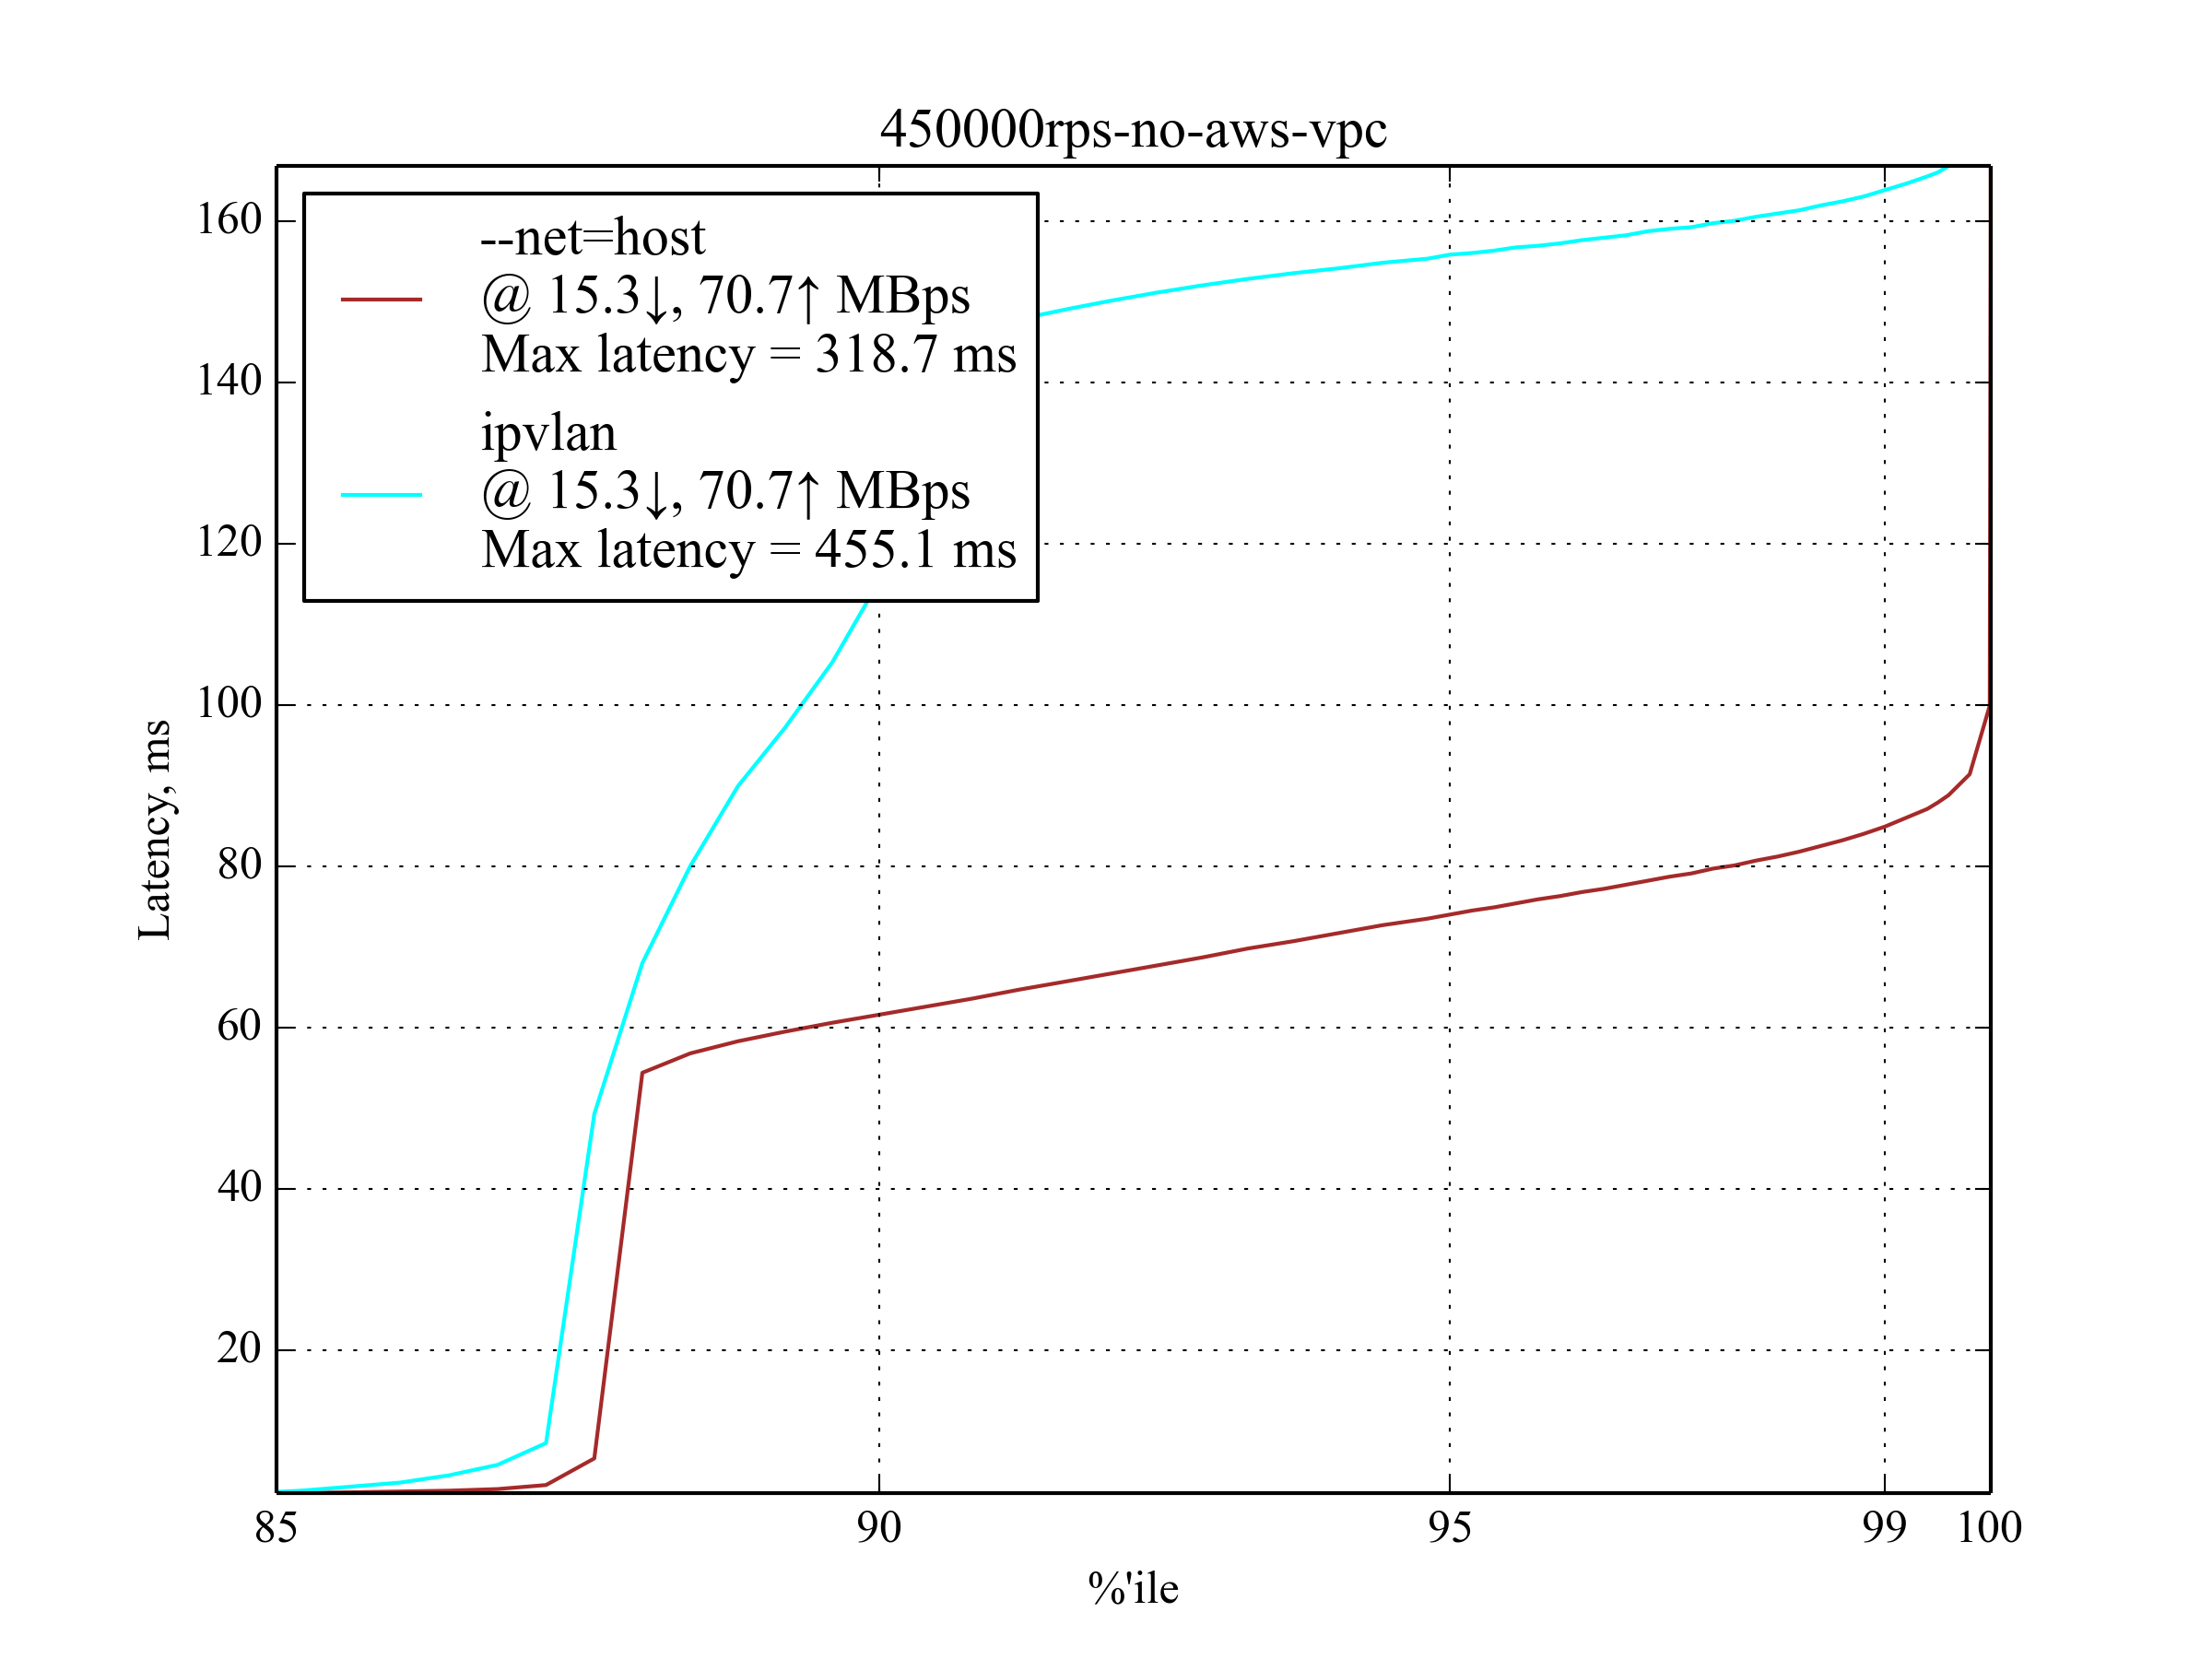 450000rps-no-aws-vpc
--net=host
@ 15.3↓, 70.7↑ MBps
Max latency = 318.7 ms
ipvlan
@ 15.3↓, 70.7↑ MBps
Max latency = 455.1 ms
160
140
120
100
80
60
40
20
Latency, ms
85 90 95 99 100
%'ile